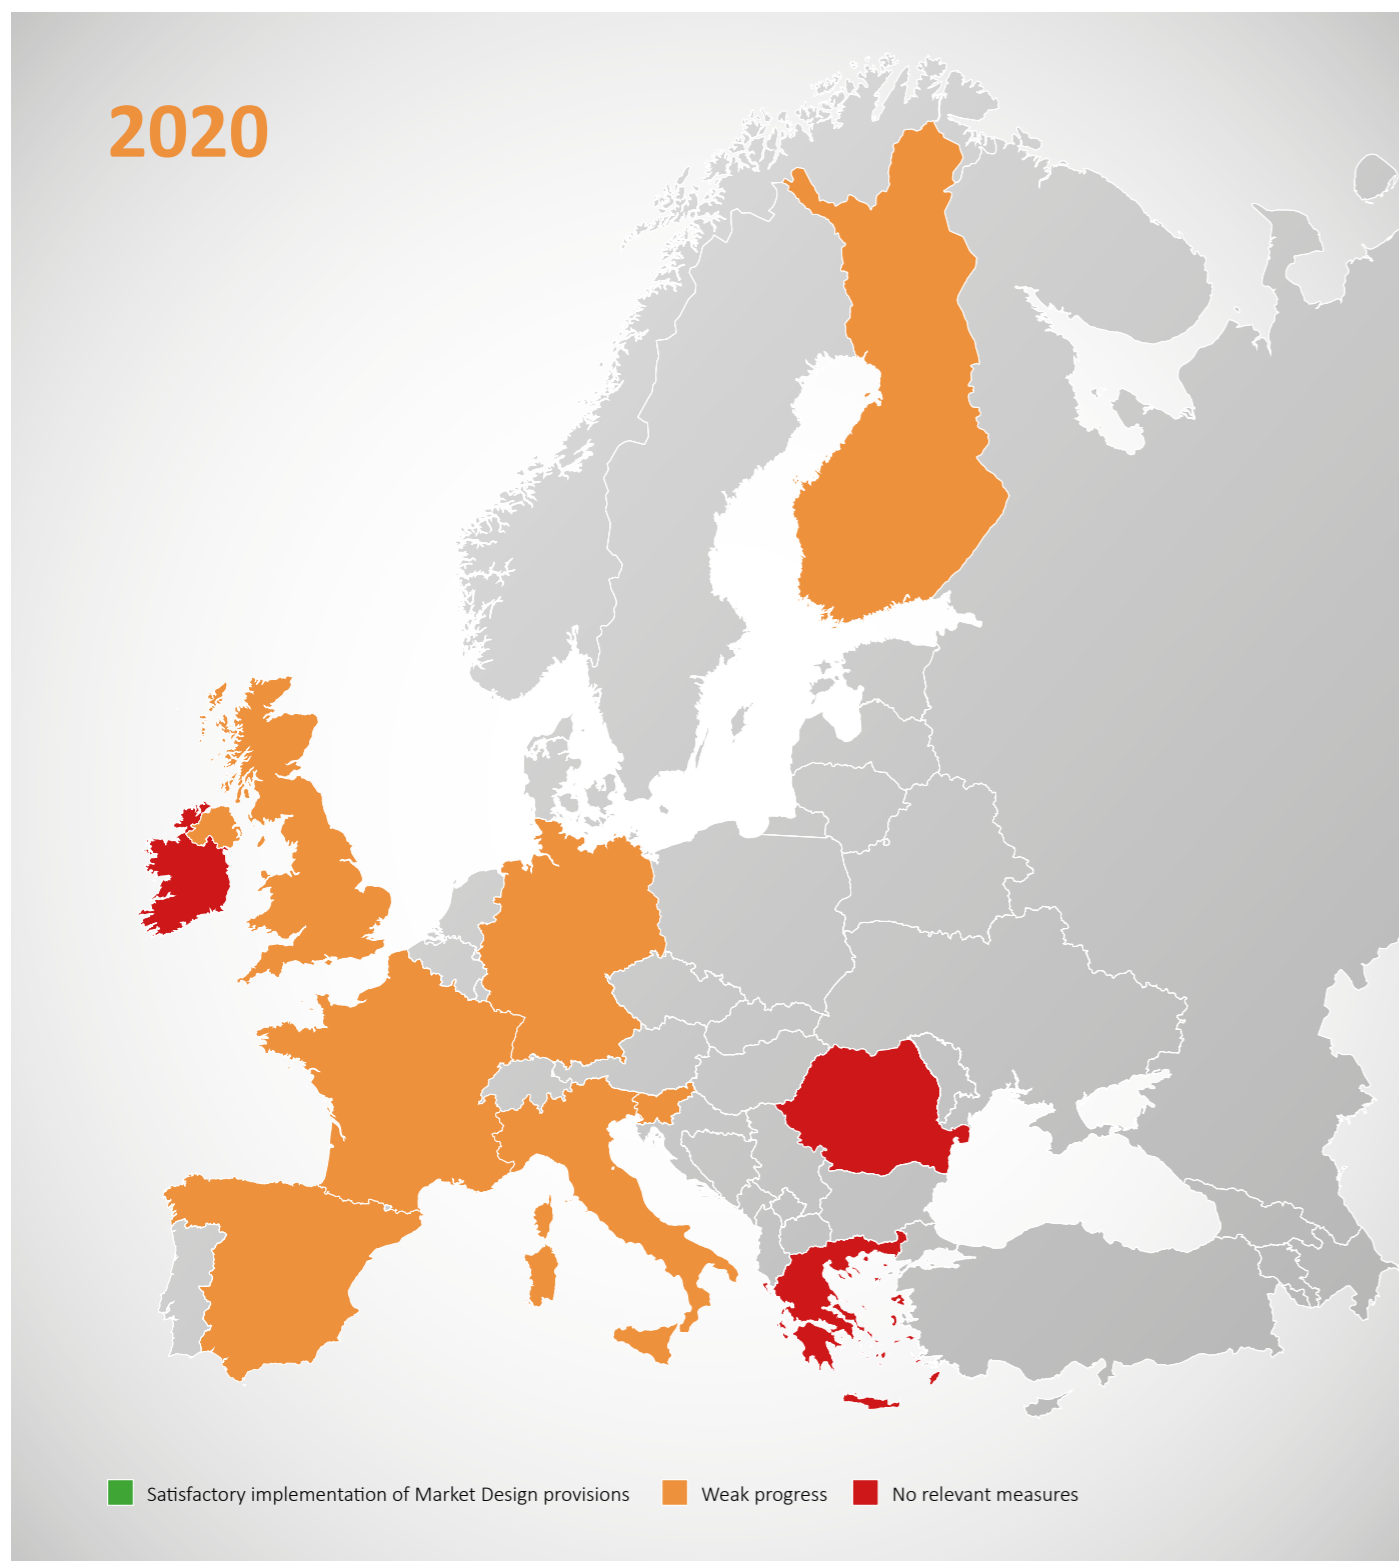 2020
Satisfactory implementation of Market Design provisions
Weak progress
No relevant measures